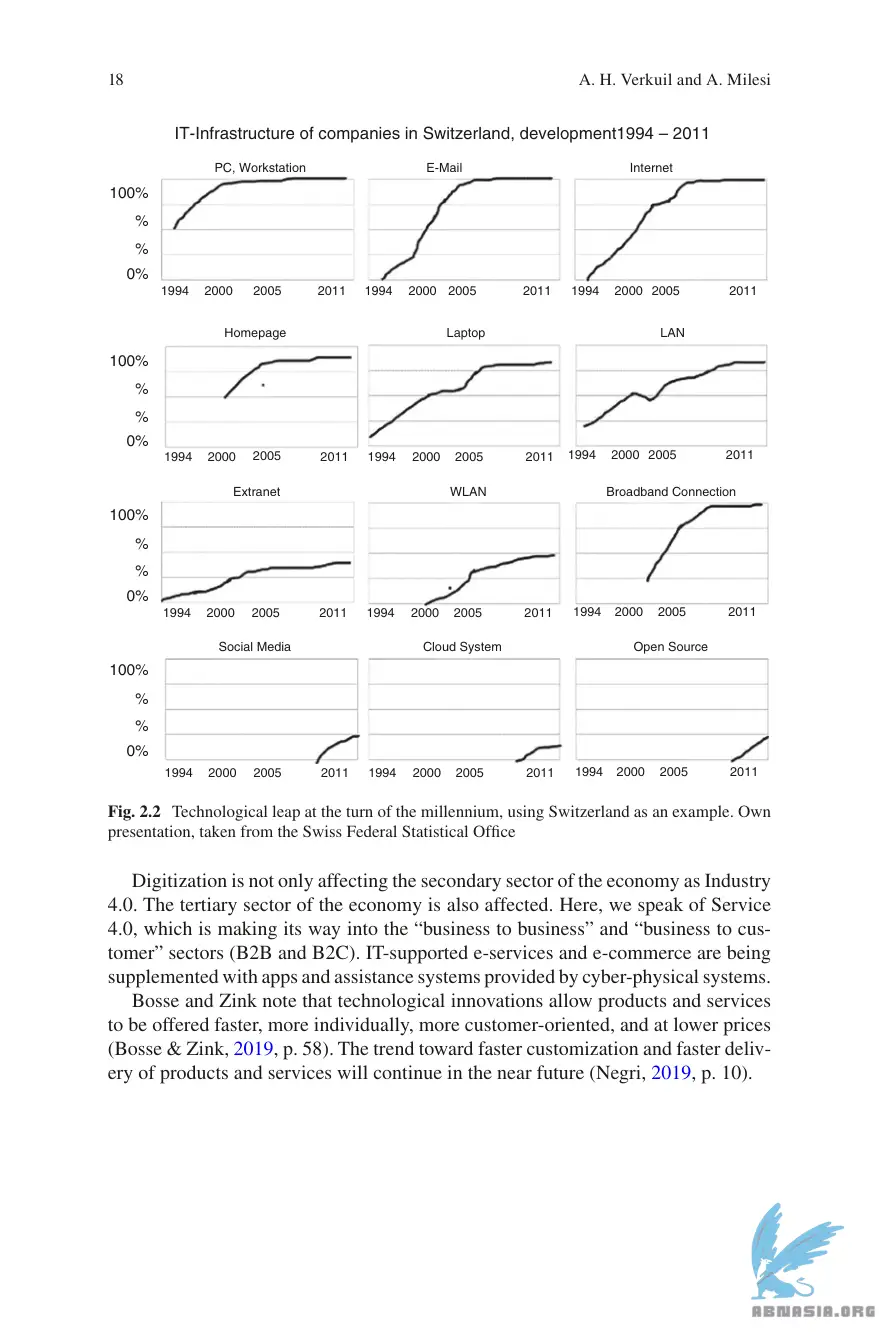 18
A. H. Verkuil and A. Milesi
IT-Infrastructure of companies in Switzerland, development1994 – 2011
PC, Workstation
E-Mail
Internet
100%
%
%
0%
1994 2000 2005 2011
1994 2000 2005 2011
1994 2000 2005 2011
Homepage
Laptop
LAN
100%
%
%
0%
1994 2000 2005 2011
1994 2000 2005 2011
1994 2000 2005 2011
Extranet
WLAN
Broadband Connection
100%
%
%
0%
1994 2000 2005 2011
1994 2000 2005 2011
1994 2000 2005 2011
Social Media
Cloud System
Open Source
100%
%
%
0%
1994 2000 2005 2011
1994 2000 2005 2011
1994 2000 2005 2011
Fig. 2.2 Technological leap at the turn of the millennium, using Switzerland as an example. Own
presentation, taken from the Swiss Federal Statistical Office
Digitization is not only affecting the secondary sector of the economy as Industry
4.0. The tertiary sector of the economy is also affected. Here, we speak of Service
4.0, which is making its way into the “business to business” and “business to cus-
tomer” sectors (B2B and B2C). IT-supported e-services and e-commerce are being
supplemented with apps and assistance systems provided by cyber-physical systems.
Bosse and Zink note that technological innovations allow products and services
to be offered faster, more individually, more customer-oriented, and at lower prices
(Bosse & Zink, 2019, p. 58). The trend toward faster customization and faster deliv-
ery of products and services will continue in the near future (Negri, 2019, p. 10).
ABNASIA.ORG